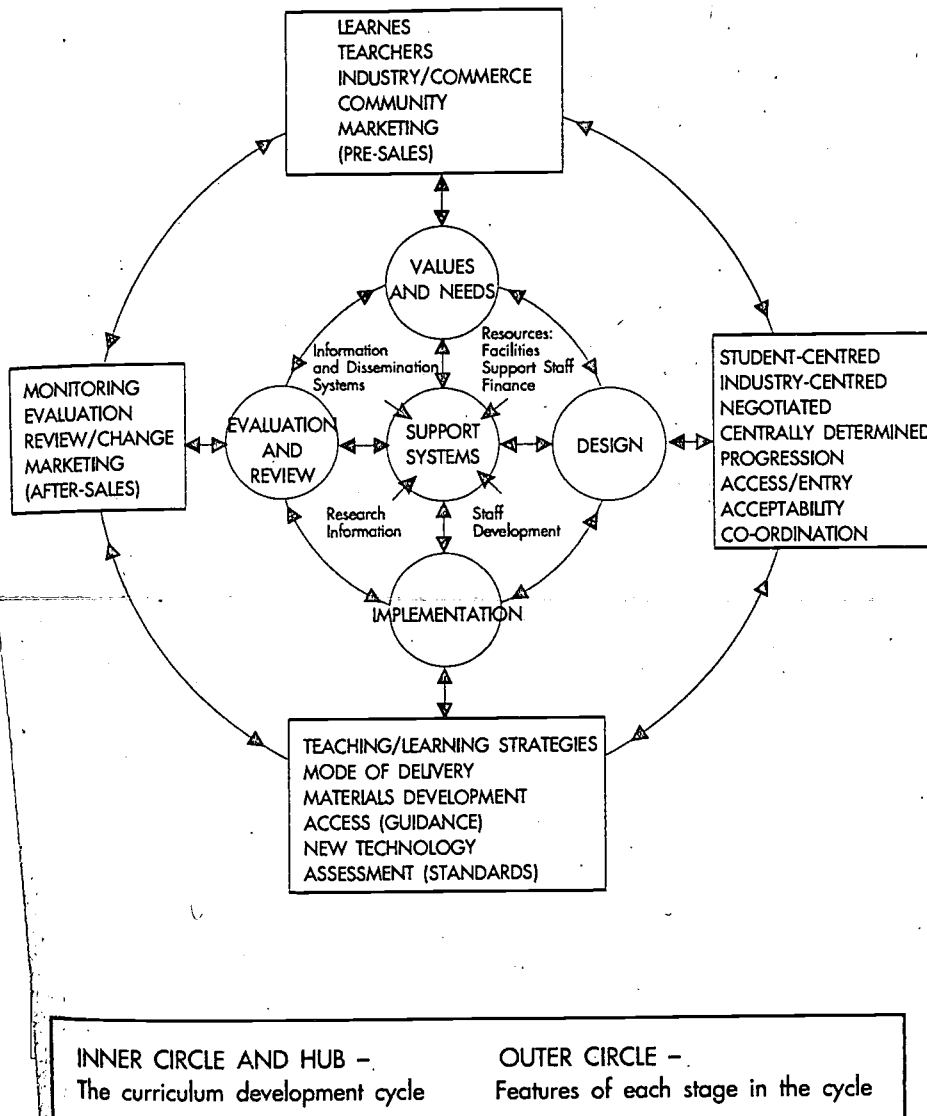 LEARNES
TEARCHERS
INDUSTRY/COMMERCE
COMMUNITY
MARKETING
(PRE-SALES)
VALUES
AND NEEDS
Information
and Dissemination
Systems
Resources:
Facilities
Support Staff
Finance
MONITORING
EVALUATION
REVIEW/CHANGE
MARKETING
(AFTER-SALES)
EVALUATION
AND
REVIEW
SUPPORT
SYSTEMS
DESIGN
STUDENT-CENTRED
INDUSTRY-CENTRED
NEGOTIATED
CENTRALLY DETERMINED
PROGRESSION
ACCESS/ENTRY
ACCEPTABILITY
CO-ORDINATION
Research
Information
Staff
Development
IMPLEMENTATION
TEACHING/LEARNING STRATEGIES
MODE OF DELIVERY
MATERIALS DEVELOPMENT
ACCESS (GUIDANCE)
NEW TECHNOLOGY
ASSESSMENT (STANDARDS)
INNER CIRCLE AND HUB –
The curriculum development cycle
OUTER CIRCLE –
Features of each stage in the cycle